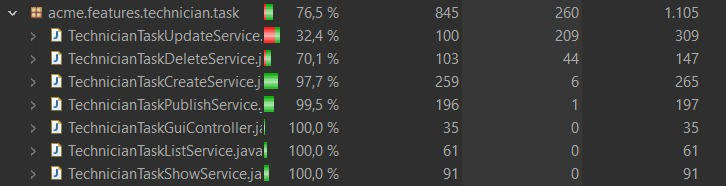 acme.features.technician.task 76,5 % 845 260 1.105
TechnicianTaskUpdateService. 32,4 % 100 209 309
TechnicianTaskDeleteService.j 70,1 % 103 44 147
TechnicianTaskCreateService.j 97,7 % 259 6 265
TechnicianTaskPublishService. 99,5 % 196 1 197
TechnicianTaskGuiController.ja 100,0 % 35 0 35
TechnicianTaskListService.java 100,0 % 61 0 61
TechnicianTaskShowService.ja 100,0 % 91 0 91